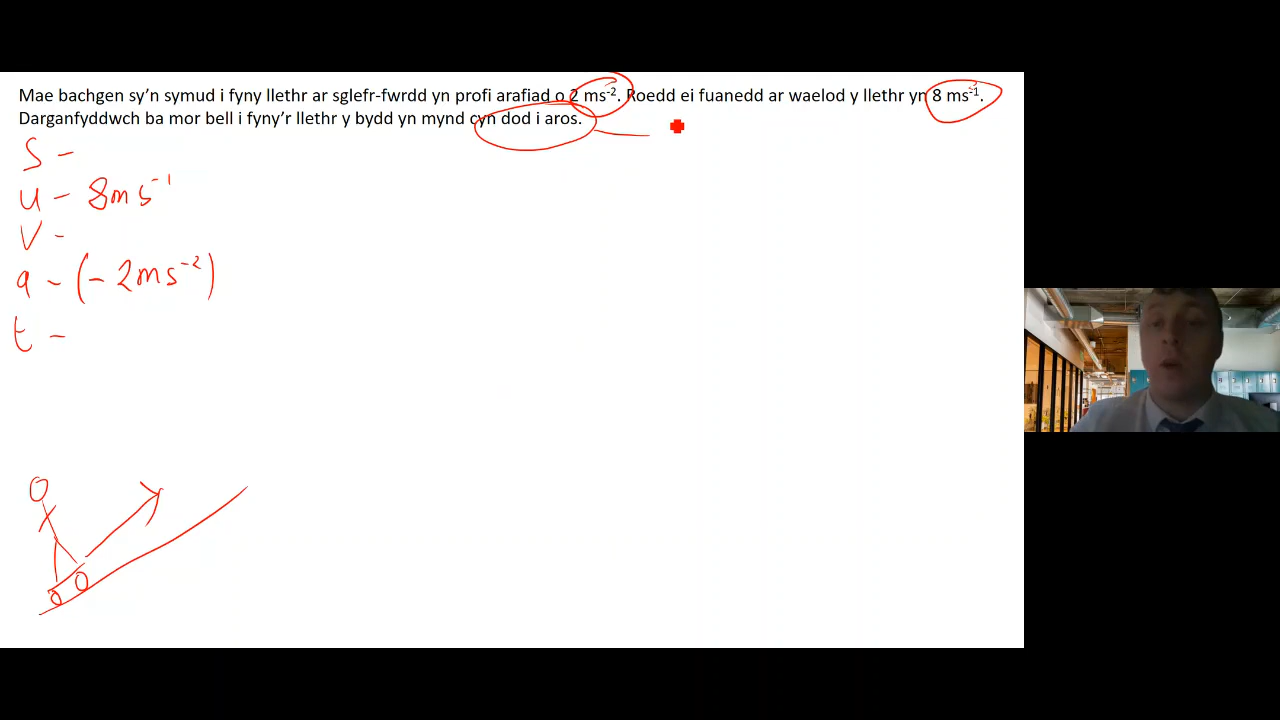 Mae bachgen sy'n symud i fyny llethr ar sglefr-fwrdd yn profi arafiad o 2 ms⁻². Roedd ei fuanedd ar waelod y llethr yn 8 ms⁻¹.
Darganfyddwch ba mor bell i fyny'r llethr y bydd yn mynd cyn dod i aros.
S -
u - 8ms⁻¹
V -
a - (-2ms⁻²)
t -